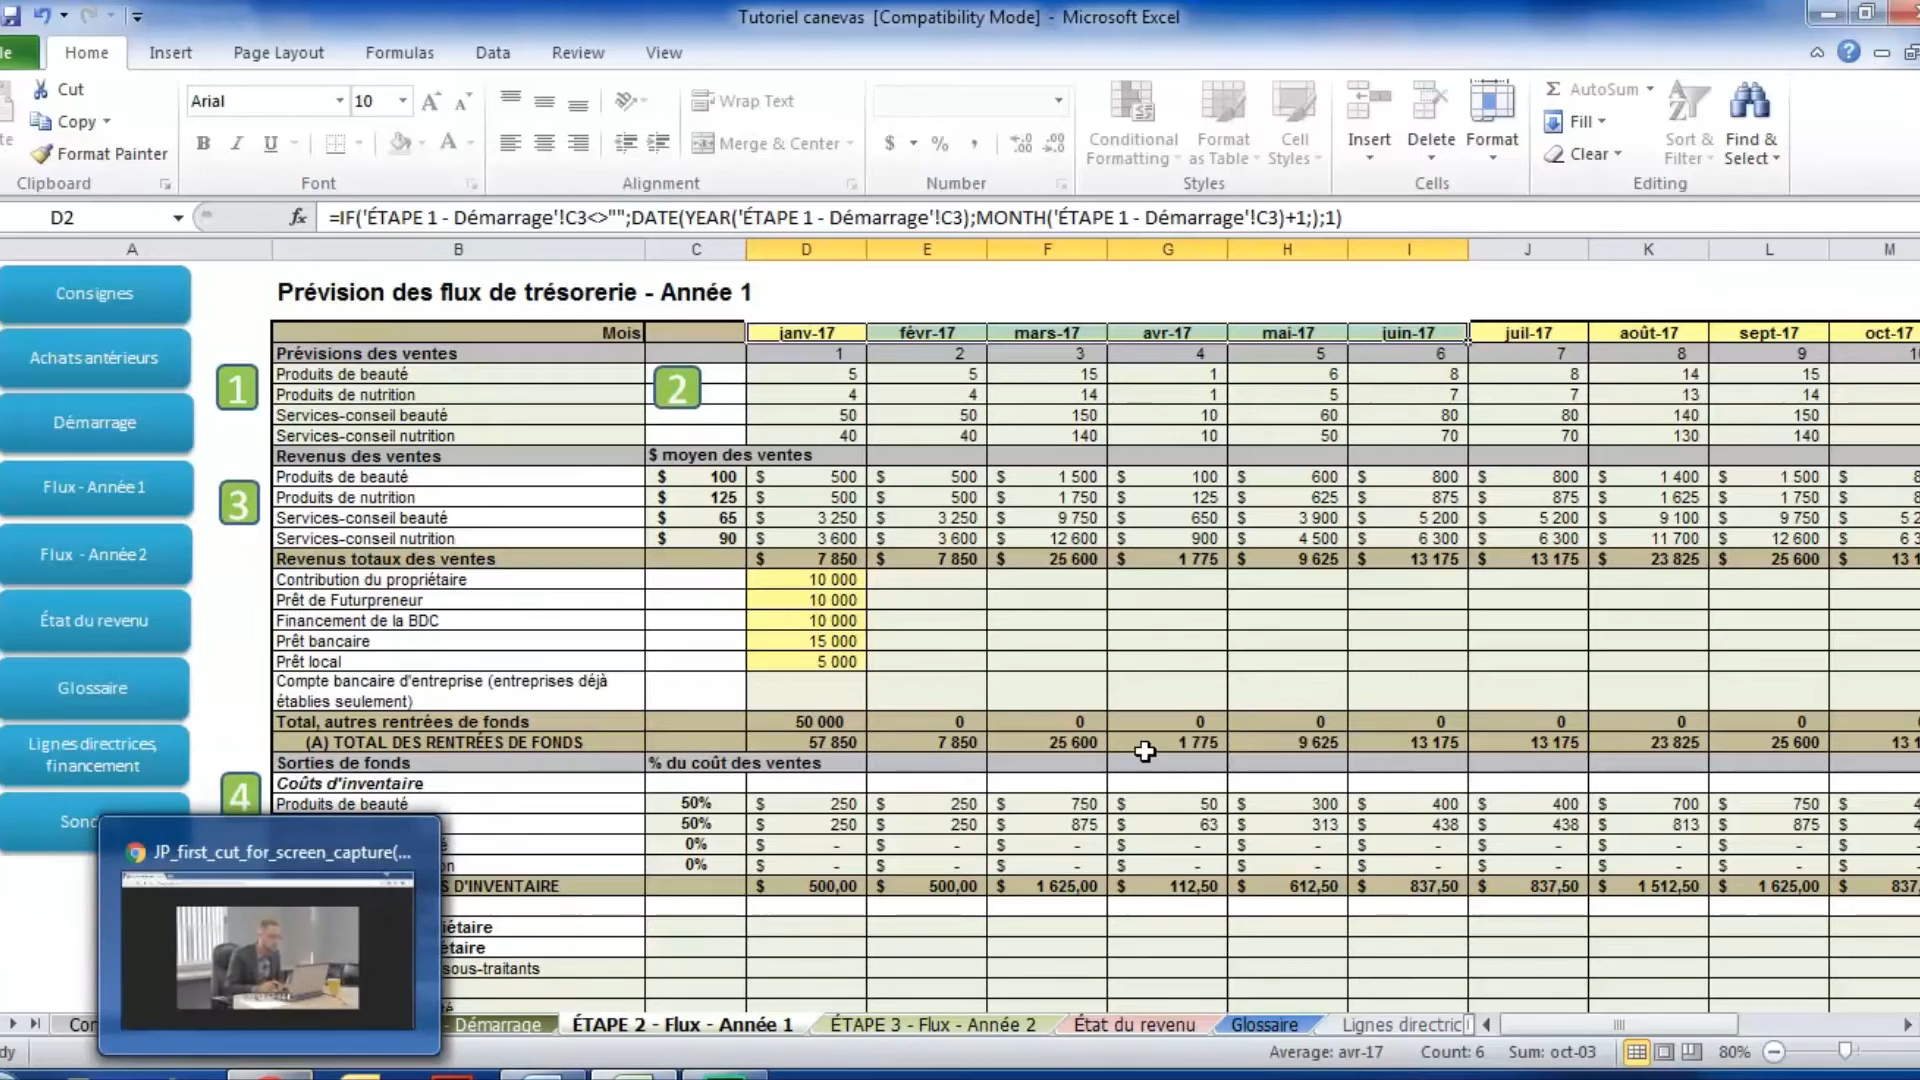 Tutoriel canevas [Compatibility Mode] - Microsoft Excel
Home Insert Page Layout Formulas Data Review View
Cut
Copy
Format Painter
Clipboard
Arial 10
B I U A
Font
Wrap Text
Merge & Center
Alignment
$ % ,
Number
Conditional Formatting
Format as Table
Cell Styles
Styles
Insert Delete Format
Cells
Σ AutoSum
Fill
Clear
Sort & Filter
Find & Select
Editing
D2 fx =IF('ÉTAPE 1 - Démarrage'!C3<>"";DATE(YEAR('ÉTAPE 1 - Démarrage'!C3);MONTH('ÉTAPE 1 - Démarrage'!C3)+1;);1)
A B C D E F G H I J K L M
Consignes
Achats antérieurs
Démarrage
Flux - Année 1
Flux - Année 2
État du revenu
Glossaire
Lignes directrices, financement
Prévision des flux de trésorerie - Année 1
Mois janv-17 févr-17 mars-17 avr-17 mai-17 juin-17 juil-17 août-17 sept-17 oct-17
Prévisions des ventes 1 2 3 4 5 6 7 8 9
1 Produits de beauté 2 5 5 15 1 6 8 8 14 15
Produits de nutrition 4 4 14 1 5 7 7 13 14
Services-conseil beauté 50 50 150 10 60 80 80 140 150
Services-conseil nutrition 40 40 140 10 50 70 70 130 140
Revenus des ventes $ moyen des ventes
Produits de beauté $ 100 $ 500 $ 500 $ 1 500 $ 100 $ 600 $ 800 $ 800 $ 1 400 $ 1 500 $
3 Produits de nutrition $ 125 $ 500 $ 500 $ 1 750 $ 125 $ 625 $ 875 $ 875 $ 1 625 $ 1 750 $
Services-conseil beauté $ 65 $ 3 250 $ 3 250 $ 9 750 $ 650 $ 3 900 $ 5 200 $ 5 200 $ 9 100 $ 9 750 $ 5 2
Services-conseil nutrition $ 90 $ 3 600 $ 3 600 $ 12 600 $ 900 $ 4 500 $ 6 300 $ 6 300 $ 11 700 $ 12 600 $ 6 3
Revenus totaux des ventes $ 7 850 $ 7 850 $ 25 600 $ 1 775 $ 9 625 $ 13 175 $ 13 175 $ 23 825 $ 25 600 $ 13 1
Contribution du propriétaire 10 000
Prêt de Futurpreneur 10 000
Financement de la BDC 10 000
Prêt bancaire 15 000
Prêt local 5 000
Compte bancaire d'entreprise (entreprises déjà
établies seulement)
Total, autres rentrées de fonds 50 000 0 0 0 0 0 0 0 0
(A) TOTAL DES RENTRÉES DE FONDS 57 850 7 850 25 600 1 775 9 625 13 175 13 175 23 825 25 600 13 1
Sorties de fonds % du coût des ventes
Coûts d'inventaire
4 Produits de beauté 50% $ 250 $ 250 $ 750 $ 50 $ 300 $ 400 $ 400 $ 700 $ 750 $ 4
50% $ 250 $ 250 $ 875 $ 63 $ 313 $ 438 $ 438 $ 813 $ 875 $ 4
0% $ - $ - $ - $ - $ - $ - $ - $ - $ - $
on 0% $ - $ - $ - $ - $ - $ - $ - $ - $ - $
S D'INVENTAIRE $ 500,00 $ 500,00 $ 1 625,00 $ 112,50 $ 612,50 $ 837,50 $ 837,50 $ 1 512,50 $ 1 625,00 $ 837,
iétaire
étaire
sous-traitants
JP_first_cut_for_screen_capture(...
- Démarrage ÉTAPE 2 - Flux - Année 1 ÉTAPE 3 - Flux - Année 2 État du revenu Glossaire Lignes directric
Average: avr-17 Count: 6 Sum: oct-03 80%